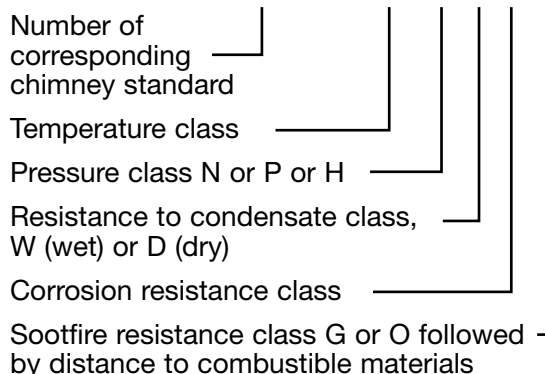 Number of
corresponding
chimney standard
Temperature class
Pressure class N or P or H
Resistance to condensate class,
W (wet) or D (dry)
Corrosion resistance class
Sootfire resistance class G or O followed
by distance to combustible materials